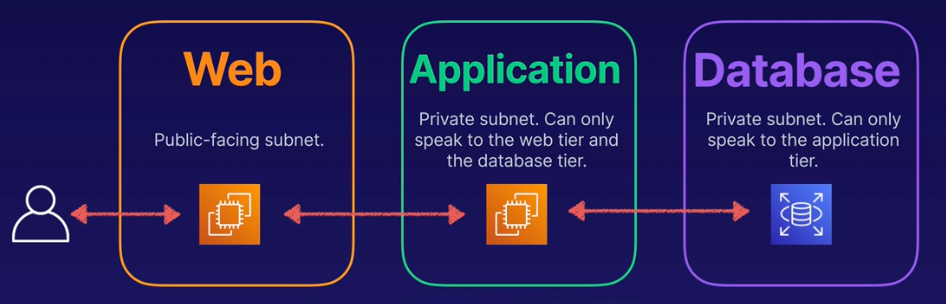 Web
Public-facing subnet.
Application
Private subnet. Can only
speak to the web tier and
the database tier.
Database
Private subnet. Can only
speak to the application
tier.